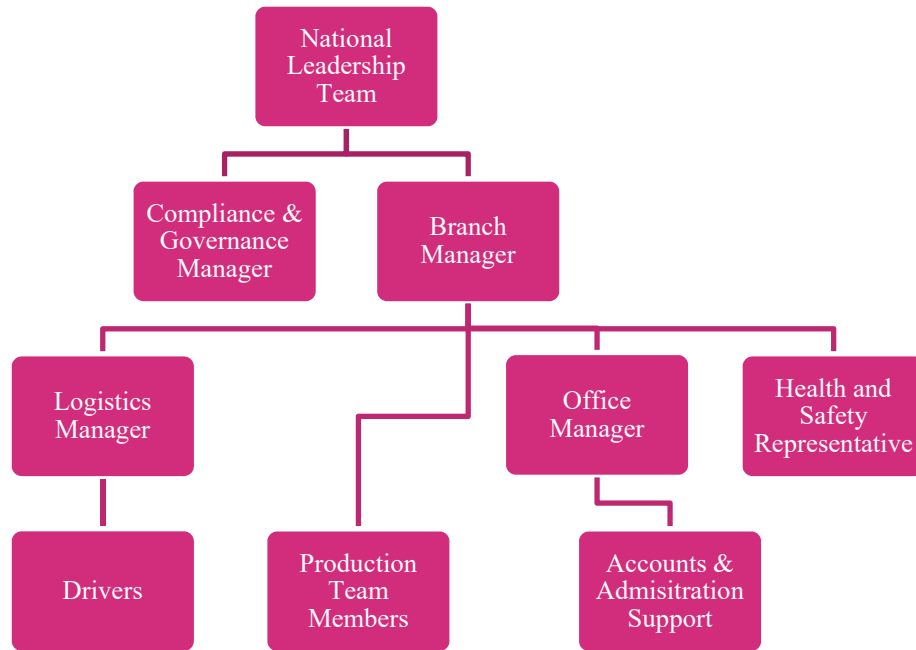 National
Leadership
Team
Compliance &
Governance
Manager
Branch
Manager
Logistics
Manager
Office
Manager
Health and
Safety
Representative
Drivers
Production
Team
Members
Accounts &
Admisitration
Support